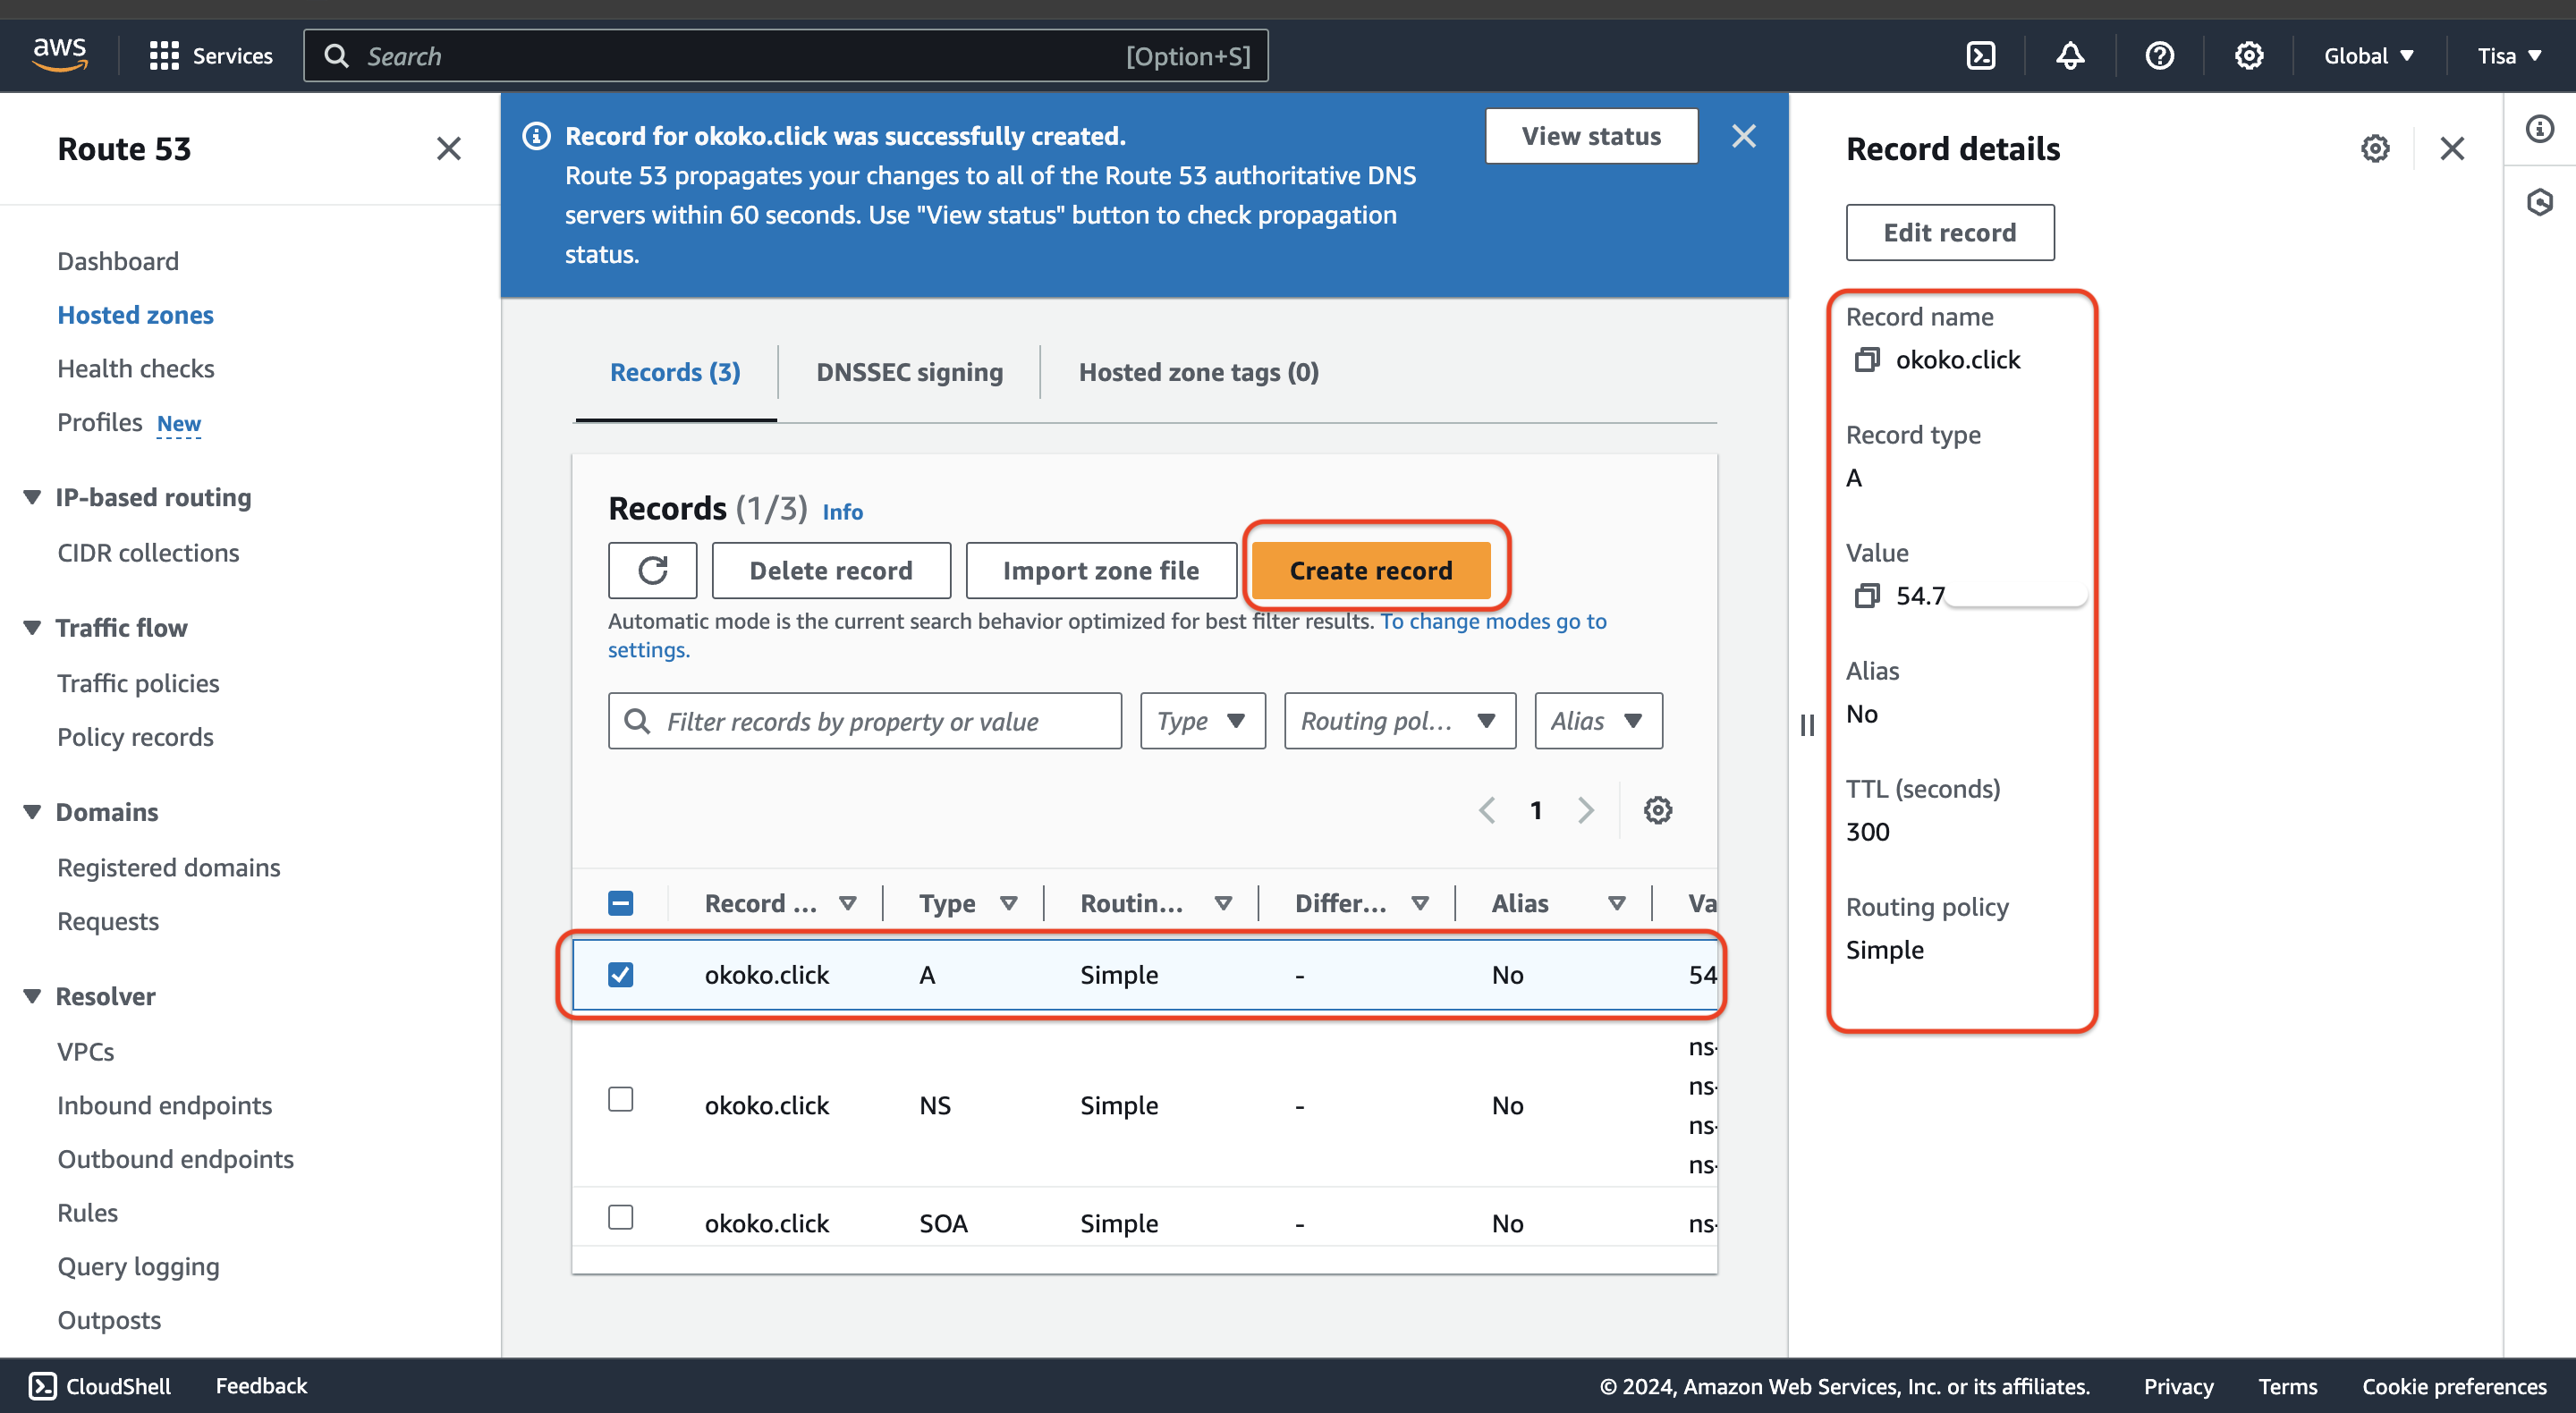 aws
Services
Search
[Option+S]
Global
Tisa
Route 53
Dashboard
Hosted zones
Health checks
Profiles New
IP-based routing
CIDR collections
Traffic flow
Traffic policies
Policy records
Domains
Registered domains
Requests
Resolver
VPCs
Inbound endpoints
Outbound endpoints
Rules
Query logging
Outposts
Record for okoko.click was successfully created.
Route 53 propagates your changes to all of the Route 53 authoritative DNS
servers within 60 seconds. Use "View status" button to check propagation
status.
View status
Records (3)
DNSSEC signing
Hosted zone tags (0)
Records (1/3) Info
Delete record
Import zone file
Create record
Automatic mode is the current search behavior optimized for best filter results. To change modes go to
settings.
Filter records by property or value
Type
Routing pol...
Alias
1
Record ... Type Routin... Differ... Alias Va
okoko.click A Simple - No 54
ns-
ns-
okoko.click NS Simple - No
ns-
ns-
okoko.click SOA Simple - No ns-
Record details
Edit record
Record name
okoko.click
Record type
A
Value
54.7
Alias
No
TTL (seconds)
300
Routing policy
Simple
CloudShell
Feedback
© 2024, Amazon Web Services, Inc. or its affiliates.
Privacy
Terms
Cookie preferences